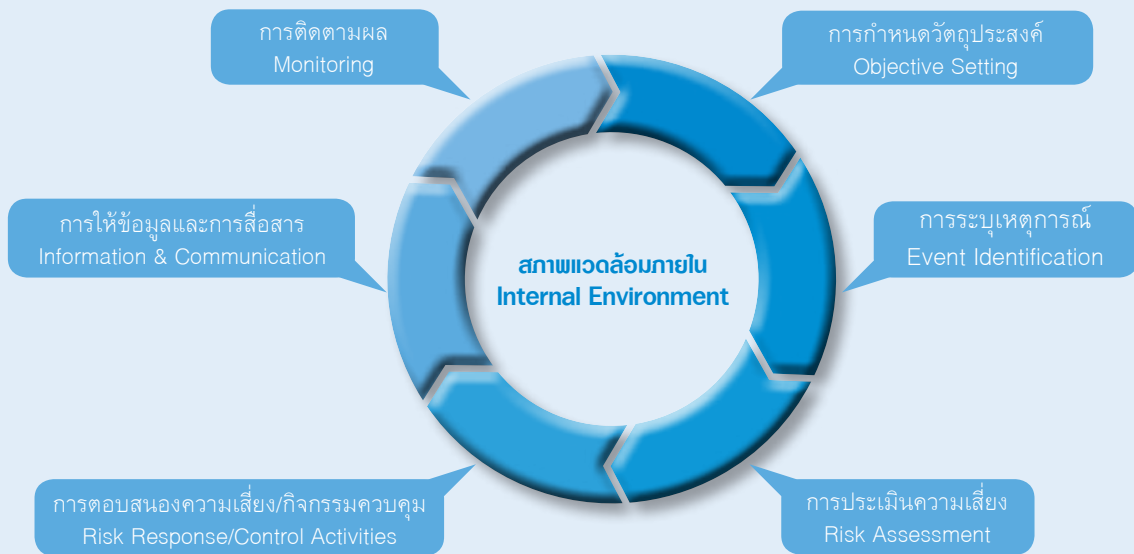 การติดตามผล
Monitoring
การกำหนดวัตถุประสงค์
Objective Setting
การให้ข้อมูลและการสื่อสาร
Information & Communication
สภาพแวดล้อมภายใน
Internal Environment
การระบุเหตุการณ์
Event Identification
การตอบสนองความเสี่ยง/กิจกรรมควบคุม
Risk Response/Control Activities
การประเมินความเสี่ยง
Risk Assessment